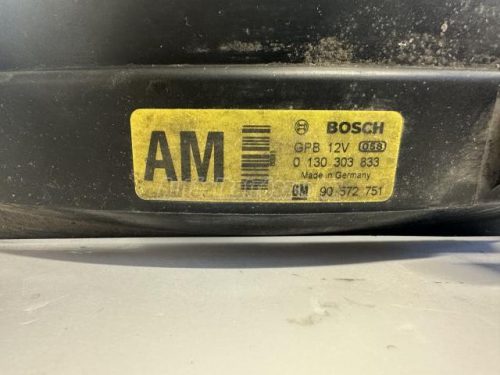 AM
BOSCH
GPB 12V
0 130 303 833
Made in Germany
GM 90 572 751